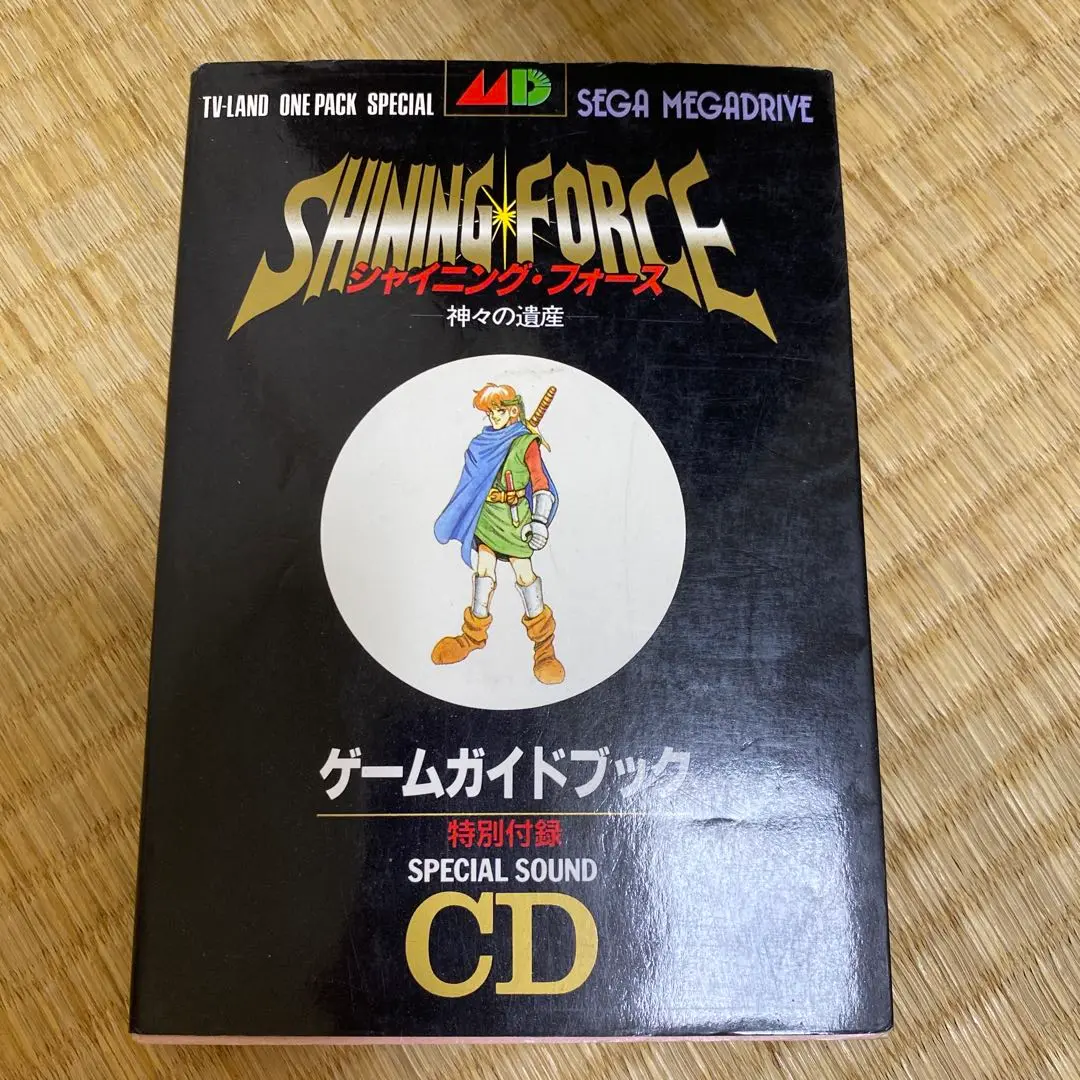 TV-LAND ONE PACK SPECIAL
MD
SEGA MEGADRIVE
SHINING FORCE
シャイニング・フォース
神々の遺産
ゲームガイドブック
特別付録
SPECIAL SOUND
CD